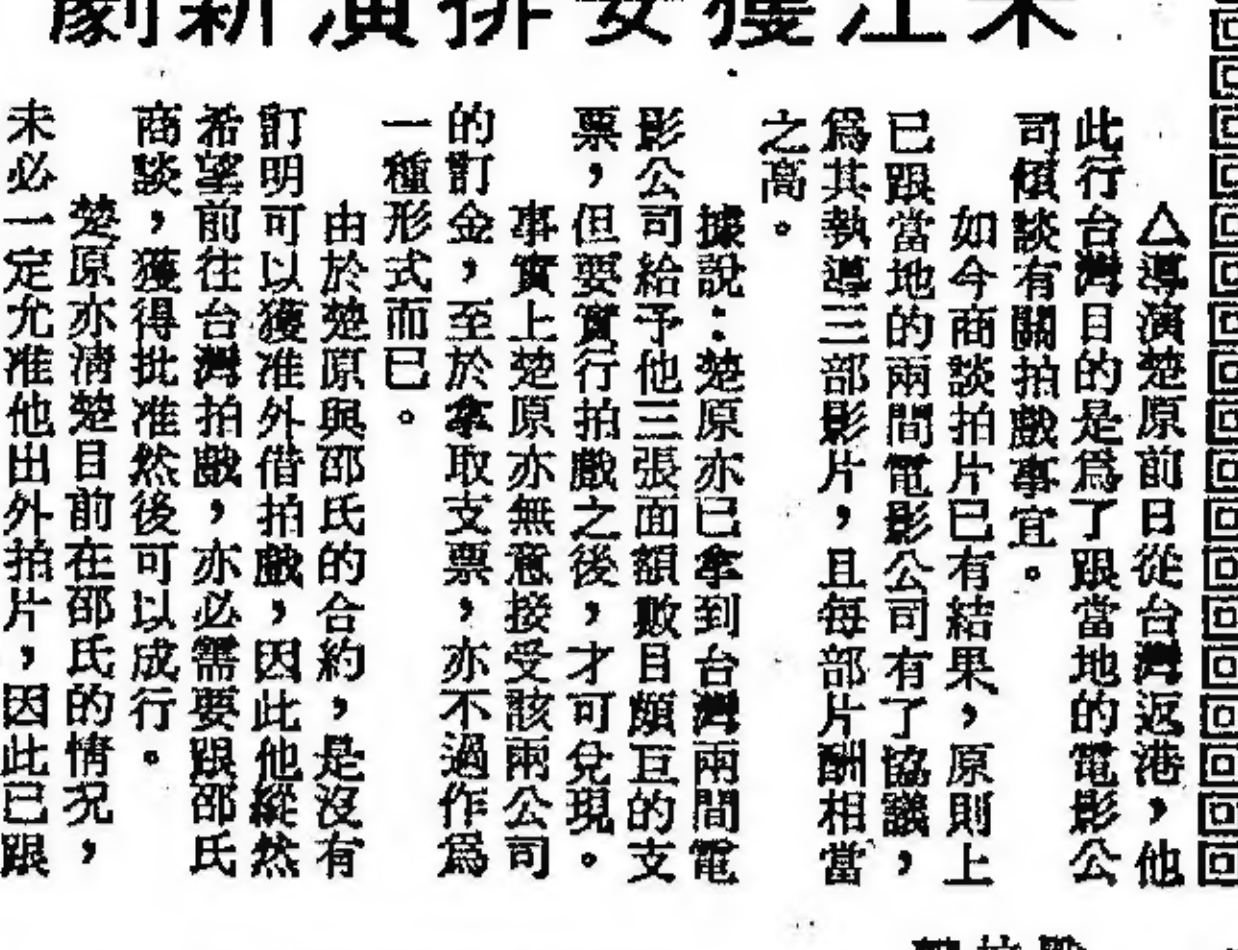 △導演楚原前日從台灣返港，他
此行台灣目的是爲了跟當地的電影公
司傾談有關拍戲事宜。
如今商談拍片已有結果，原則上
已跟當地的兩間電影公司有了協議，
爲其執導三部影片，且每部片酬相當
之高。
據說：楚原亦已拿到台灣兩間電
影公司給予他三張面額數目頗巨的支
票，但要實行拍戲之後，才可兌現。
事實上楚原亦無意接受該兩公司
的訂金，至於拿取支票，亦不過作爲
一種形式而已。
由於楚原與邵氏的合約，是沒有
訂明可以獲准外借拍戲，因此他縱然
希望前往台灣拍戲，亦必需要跟邵氏
商談，獲得批准然後可以成行。
楚原亦清楚目前在邵氏的情況，
未必一定允准他出外拍片，因此已跟